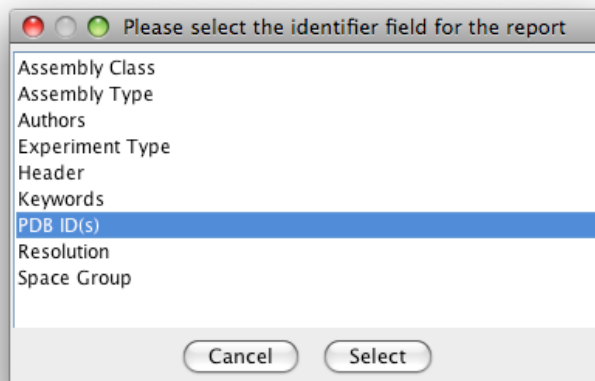 Please select the identifier field for the report
Assembly Class
Assembly Type
Authors
Experiment Type
Header
Keywords
PDB ID(s)
Resolution
Space Group
Cancel Select